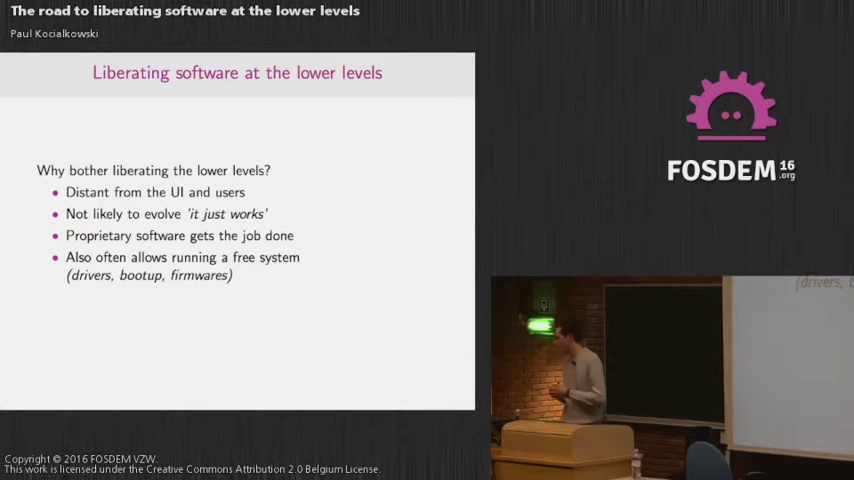 The road to liberating software at the lower levels
Paul Kocialkowski
Liberating software at the lower levels
Why bother liberating the lower levels?
• Distant from the UI and users
• Not likely to evolve 'it just works'
• Proprietary software gets the job done
• Also often allows running a free system
(drivers, bootup, firmwares)
FOSDEM 16
.org
(drivers, b
Copyright © 2016 FOSDEM VZW.
This work is licensed under the Creative Commons Attribution 2.0 Belgium License.